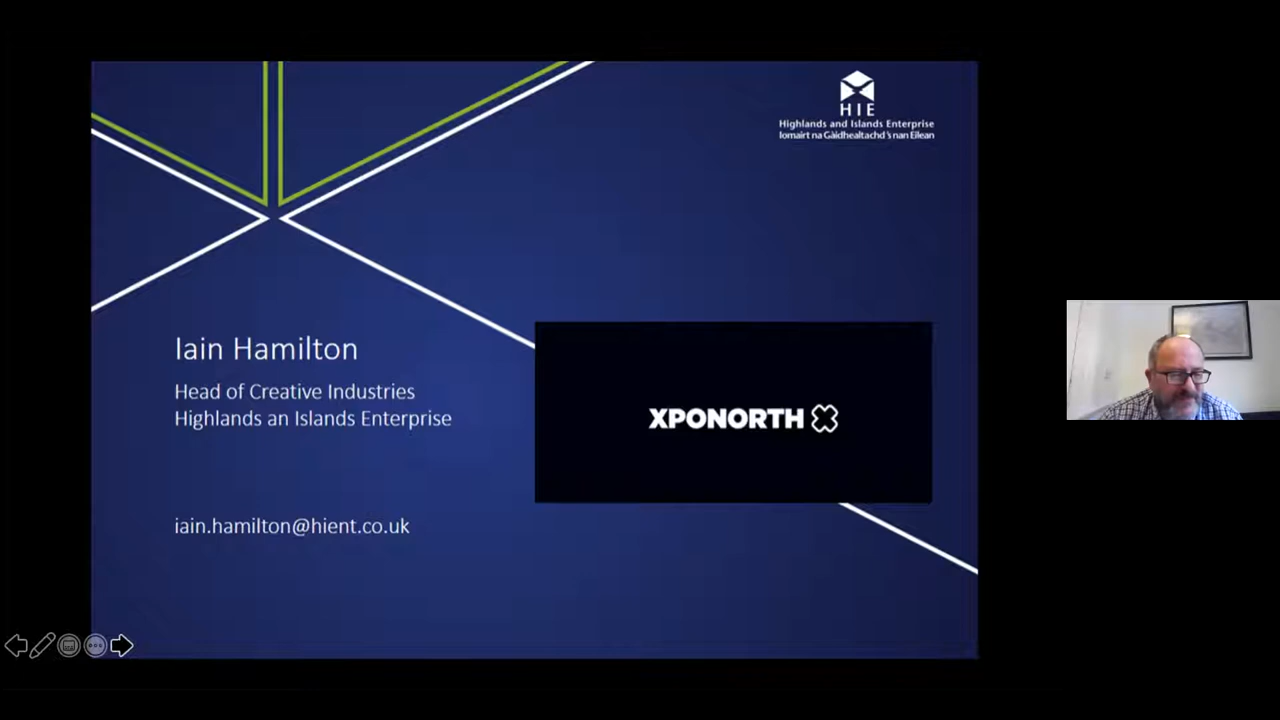 HIE
Highlands and Islands Enterprise
Iomairt na Gàidhealtachd 's nan Eilean
Iain Hamilton
Head of Creative Industries
Highlands an Islands Enterprise
XPONORTH
iain.hamilton@hient.co.uk